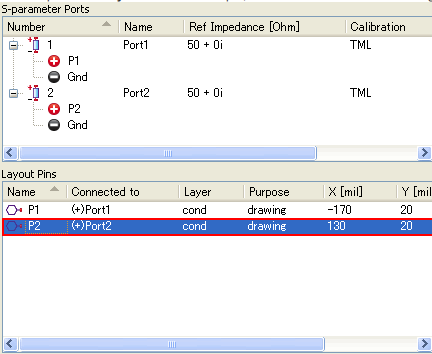 S-parameter Ports
Number Name Ref Impedance [Ohm] Calibration
1 Port1 50 + 0i TML
P1
Gnd
2 Port2 50 + 0i TML
P2
Gnd
Layout Pins
Name Connected to Layer Purpose X [mil] Y [mil]
P1 (+)Port1 cond drawing -170 20
P2 (+)Port2 cond drawing 130 20